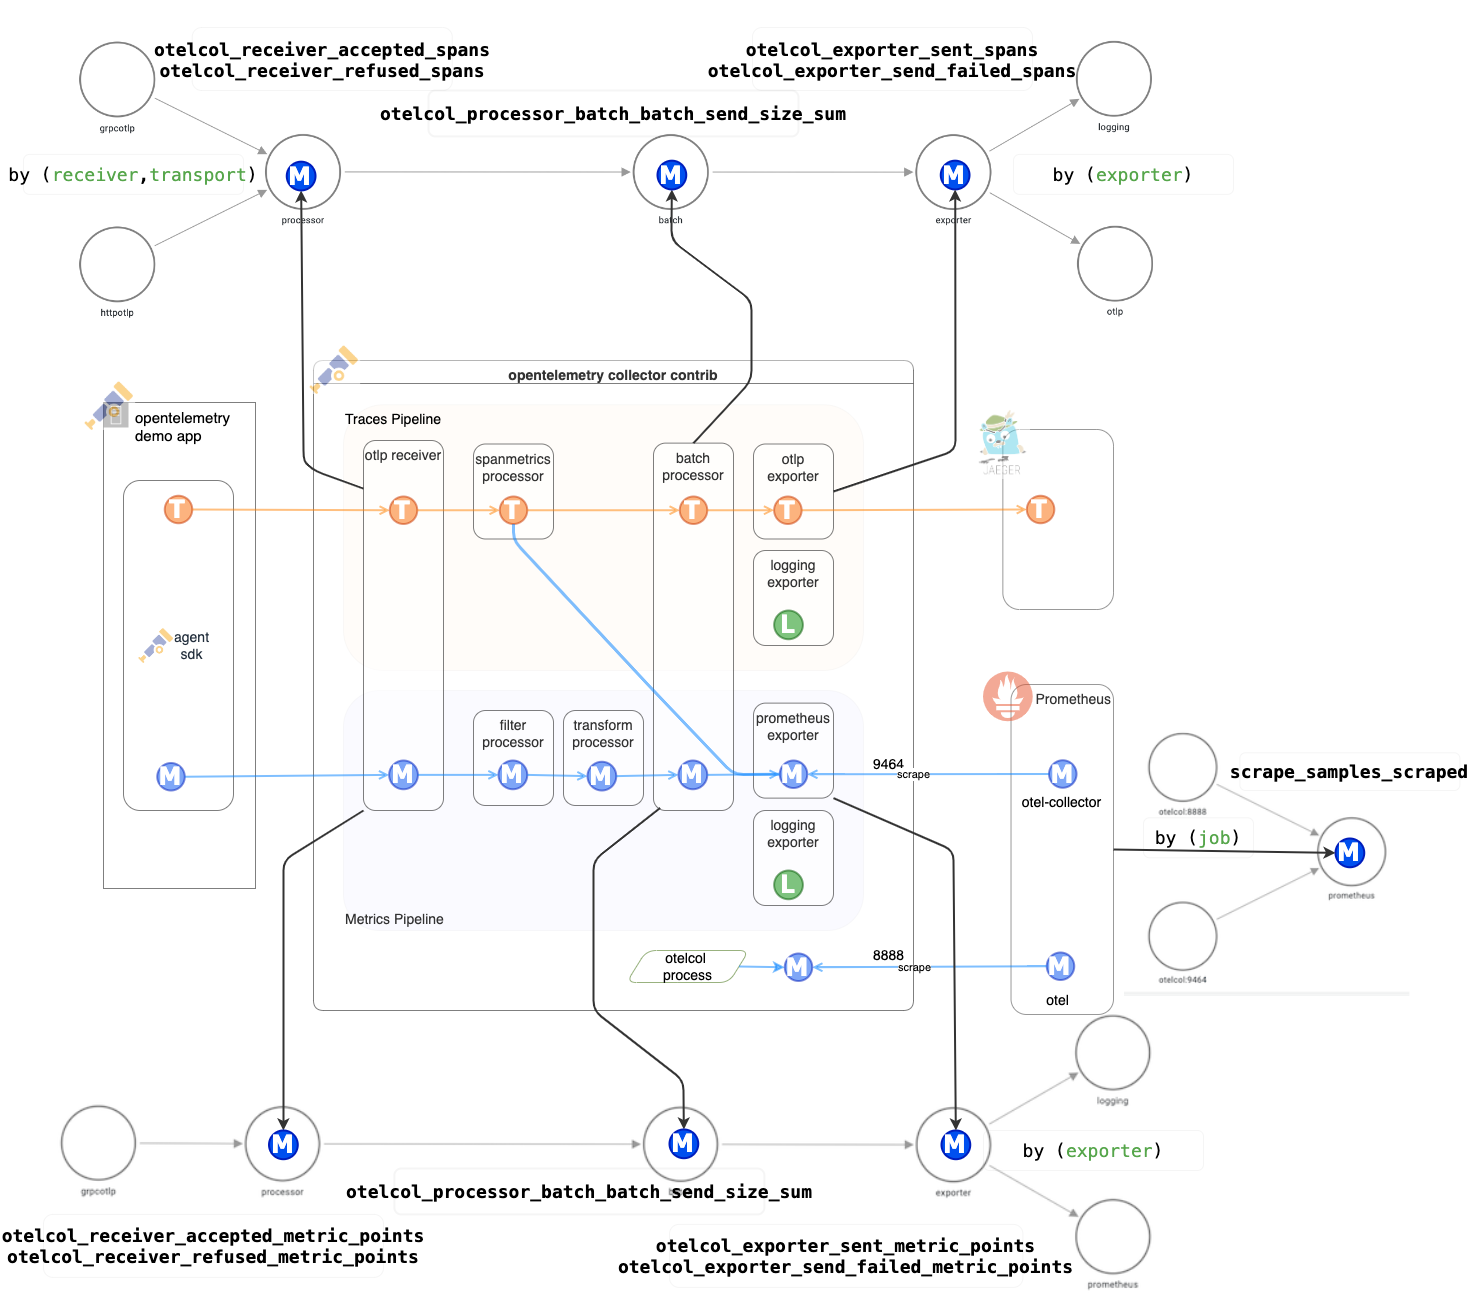 otelcol_receiver_accepted_spans
otelcol_receiver_refused_spans
otelcol_exporter_sent_spans
otelcol_exporter_send_failed_spans
otelcol_processor_batch_batch_send_size_sum
grpcotlp
logging
by (receiver,transport)
M
M
M
by (exporter)
processor
batch
exporter
httpotlp
otlp
opentelemetry collector contrib
opentelemetry
demo app
Traces Pipeline
otlp receiver
spanmetrics
processor
batch
processor
otlp
exporter
JAEGER
T
T
T
T
T
T
logging
exporter
L
agent
sdk
Prometheus
filter
processor
transform
processor
prometheus
exporter
M
M
M
M
M
M
9464
scrape
M
otel-collector
scrape_samples_scraped
otelcol:8888
by (job)
M
prometheus
logging
exporter
L
Metrics Pipeline
otelcol
process
M
8888
scrape
M
otel
otelcol:9464
logging
M
M
M
by (exporter)
grpcotlp
processor
exporter
otelcol_processor_batch_batch_send_size_sum
otelcol_receiver_accepted_metric_points
otelcol_receiver_refused_metric_points
otelcol_exporter_sent_metric_points
otelcol_exporter_send_failed_metric_points
prometheus